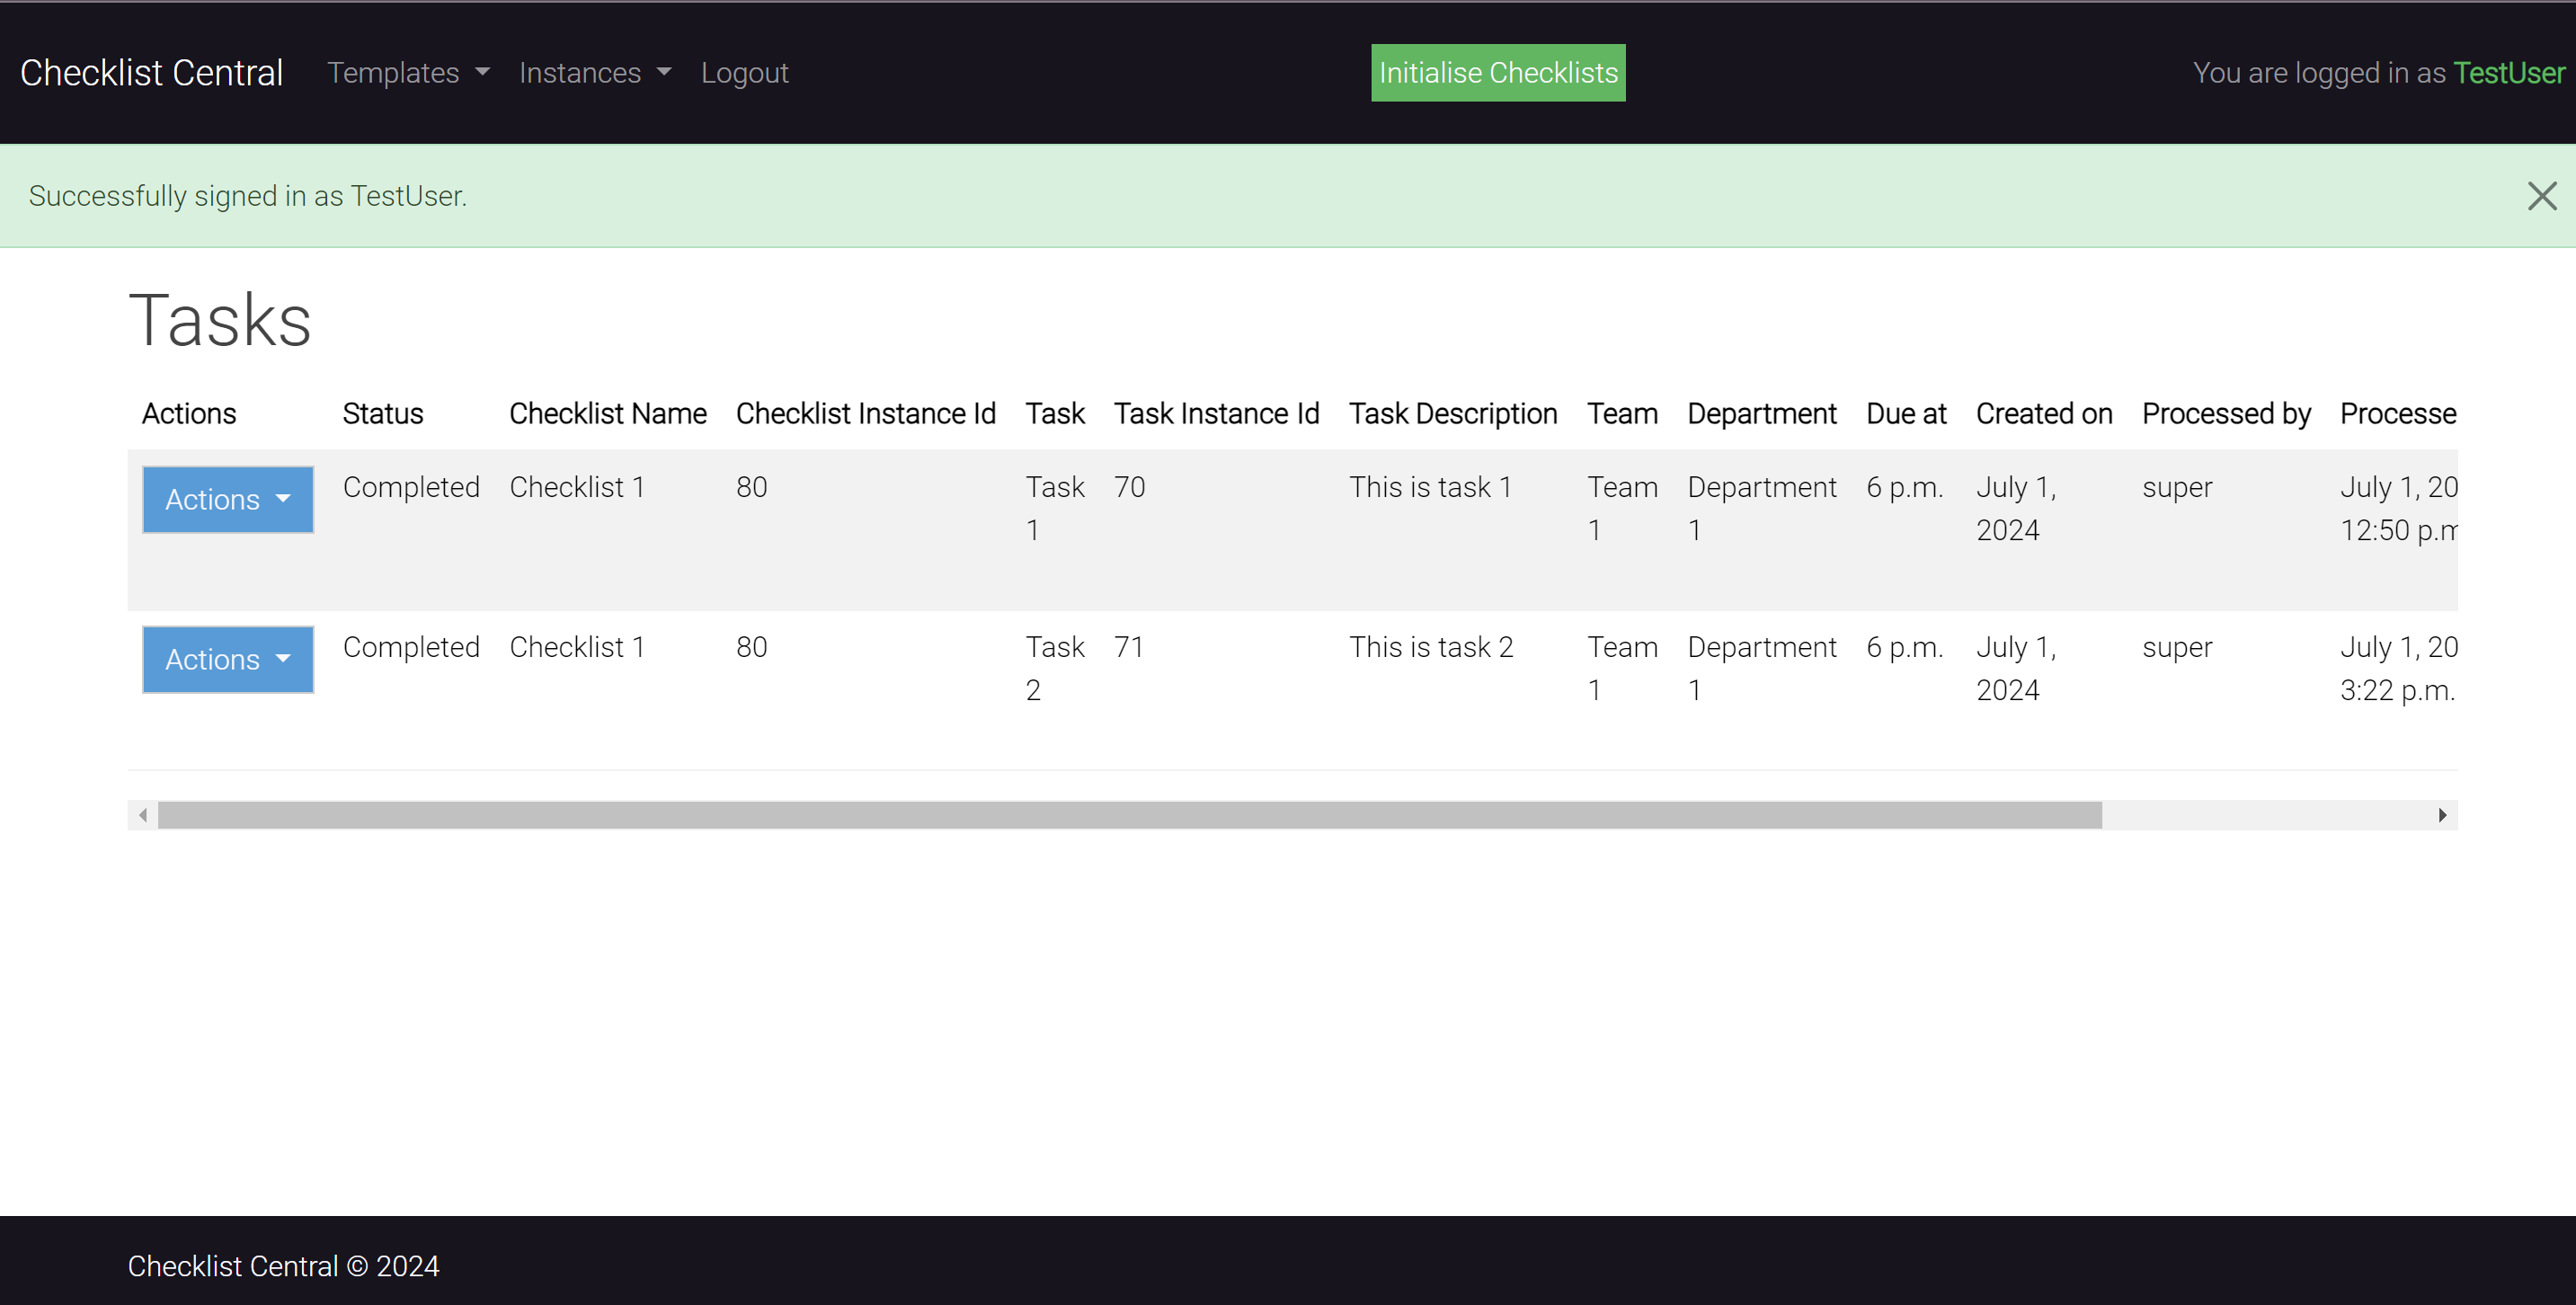 Checklist Central Templates Instances Logout Initialise Checklists You are logged in as TestUser
Successfully signed in as TestUser.
Tasks
Actions Status Checklist Name Checklist Instance Id Task Task Instance Id Task Description Team Department Due at Created on Processed by Processe
Actions Completed Checklist 1 80 Task 70 This is task 1 Team Department 6 p.m. July 1, super July 1, 20
1 1 1 2024 12:50 p.m
Actions Completed Checklist 1 80 Task 71 This is task 2 Team Department 6 p.m. July 1, super July 1, 20
2 1 1 2024 3:22 p.m.
Checklist Central © 2024